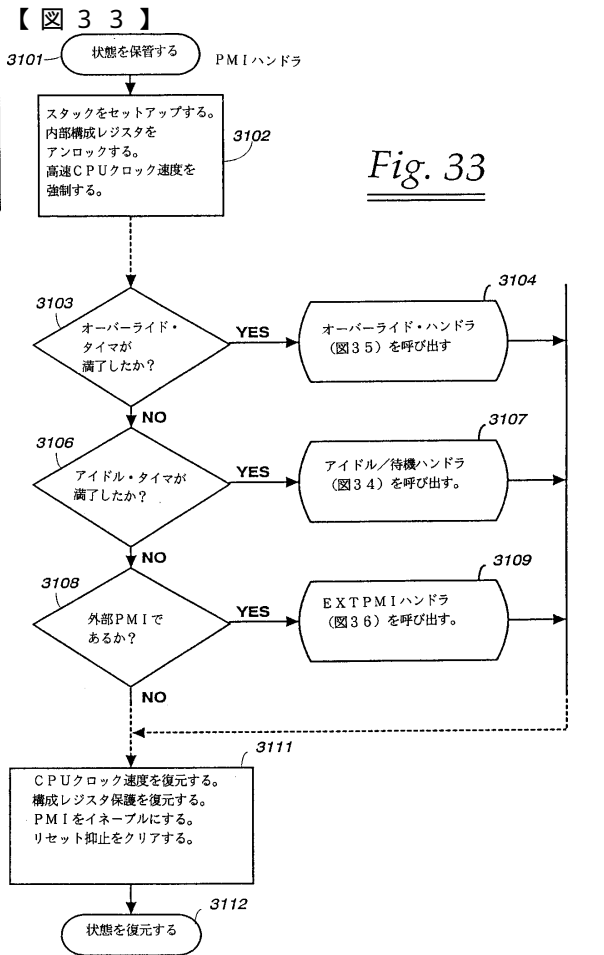 【図３３】
3101
状態を保管する
ＰＭＩハンドラ
スタックをセットアップする。
内部構成レジスタを
アンロックする。
高速ＣＰＵクロック速度を
強制する。
3102
Fig. 33
3103
オーバーライド・
タイマが
満了したか？
YES
3104
オーバーライド・ハンドラ
（図３５）を呼び出す
NO
3106
アイドル・タイマが
満了したか？
YES
3107
アイドル／待機ハンドラ
（図３４）を呼び出す。
NO
3108
外部ＰＭＩで
あるか？
YES
3109
ＥＸＴＰＭＩハンドラ
（図３６）を呼び出す。
NO
3111
ＣＰＵクロック速度を復元する。
構成レジスタ保護を復元する。
ＰＭＩをイネーブルにする。
リセット抑止をクリアする。
3112
状態を復元する